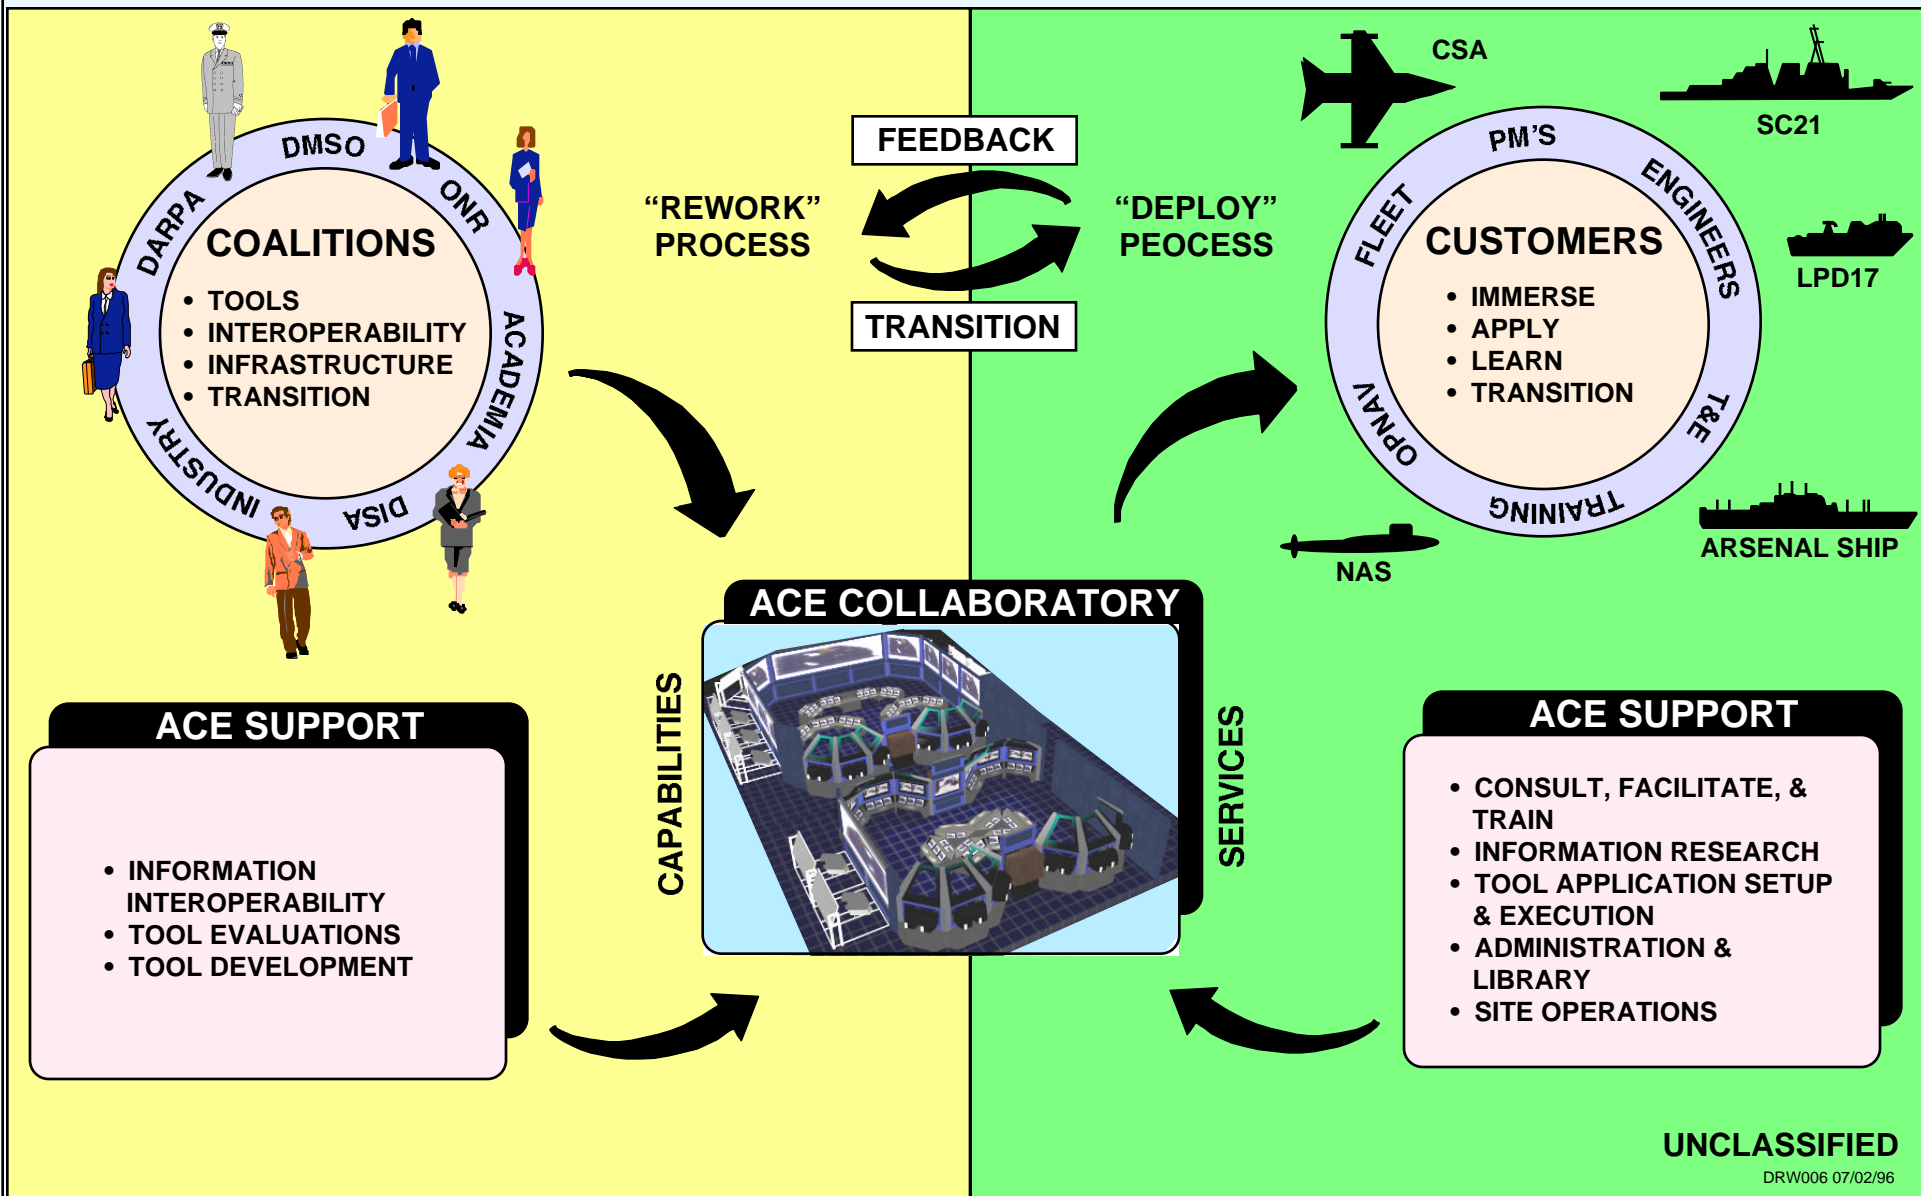 DMSO
ONR
ACADEMIA
DISA
INDUSTRY
DARPA
COALITIONS
• TOOLS
• INTEROPERABILITY
• INFRASTRUCTURE
• TRANSITION
“REWORK”
PROCESS
FEEDBACK
TRANSITION
“DEPLOY”
PEOCESS
CSA
SC21
LPD17
ARSENAL SHIP
NAS
PM'S
ENGINEERS
T&E
TRAINING
OPNAV
FLEET
CUSTOMERS
• IMMERSE
• APPLY
• LEARN
• TRANSITION
ACE COLLABORATORY
CAPABILITIES
SERVICES
ACE SUPPORT
• INFORMATION
INTEROPERABILITY
• TOOL EVALUATIONS
• TOOL DEVELOPMENT
ACE SUPPORT
• CONSULT, FACILITATE, &
TRAIN
• INFORMATION RESEARCH
• TOOL APPLICATION SETUP
& EXECUTION
• ADMINISTRATION &
LIBRARY
• SITE OPERATIONS
UNCLASSIFIED
DRW006 07/02/96